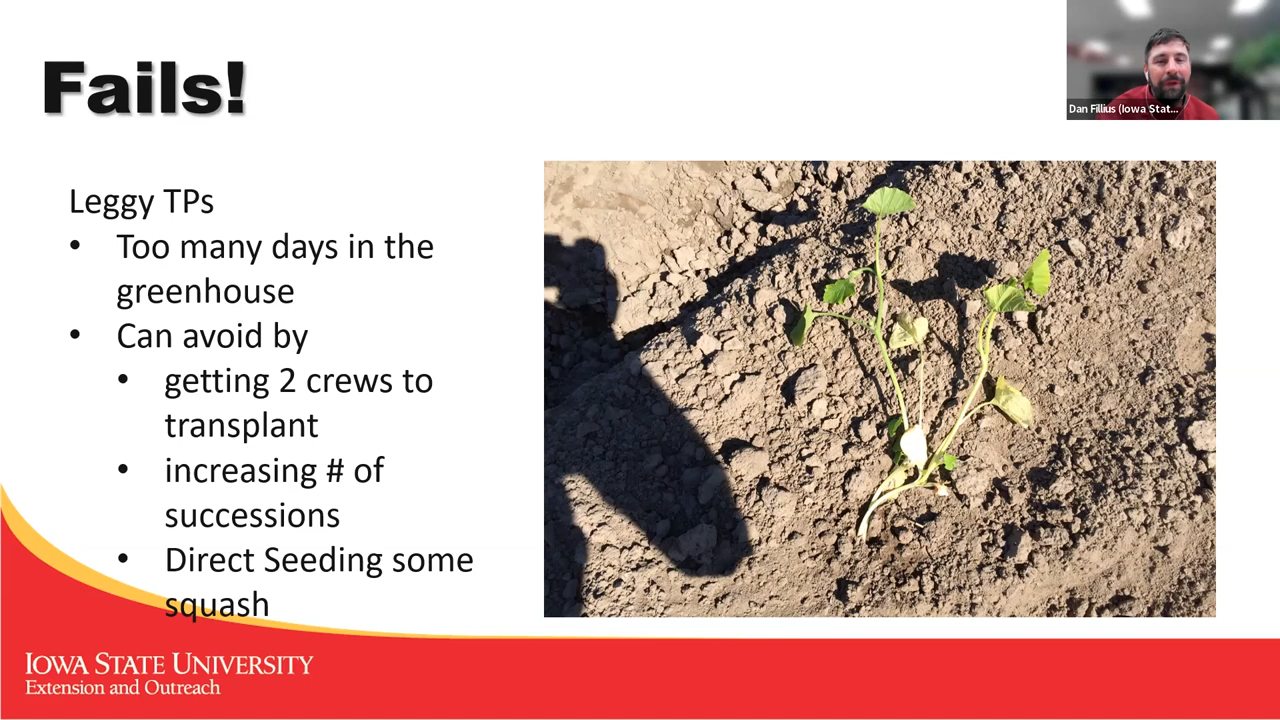 Fails!
Dan Fillius (Iowa Stat...
Leggy TPs
• Too many days in the
greenhouse
• Can avoid by
• getting 2 crews to
transplant
• increasing # of
successions
• Direct Seeding some
squash
IOWA STATE UNIVERSITY
Extension and Outreach